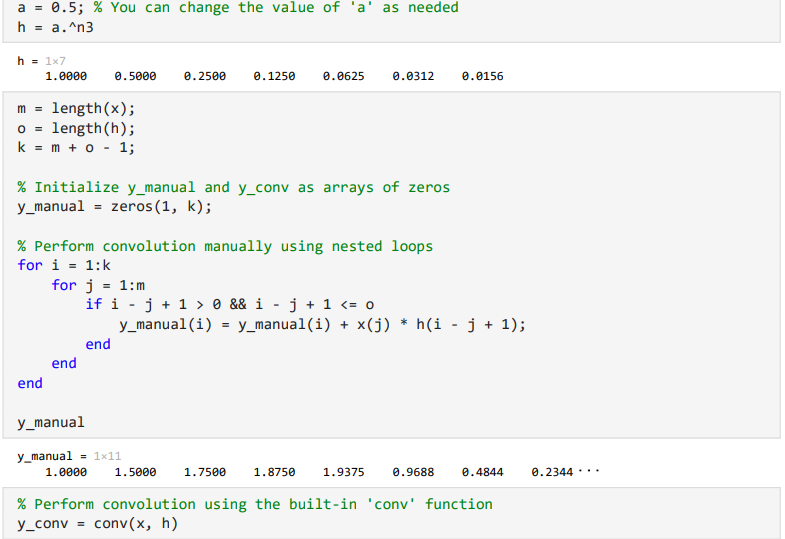 a = 0.5; % You can change the value of 'a' as needed
h = a.^n3
h = 1×7
1.0000 0.5000 0.2500 0.1250 0.0625 0.0312 0.0156
m = length(x);
o = length(h);
k = m + o - 1;
% Initialize y_manual and y_conv as arrays of zeros
y_manual = zeros(1, k);
% Perform convolution manually using nested loops
for i = 1:k
for j = 1:m
if i - j + 1 > 0 && i - j + 1 <= o
y_manual(i) = y_manual(i) + x(j) * h(i - j + 1);
end
end
end
y_manual
y_manual = 1×11
1.0000 1.5000 1.7500 1.8750 1.9375 0.9688 0.4844 0.2344 ⋯
% Perform convolution using the built-in 'conv' function
y_conv = conv(x, h)